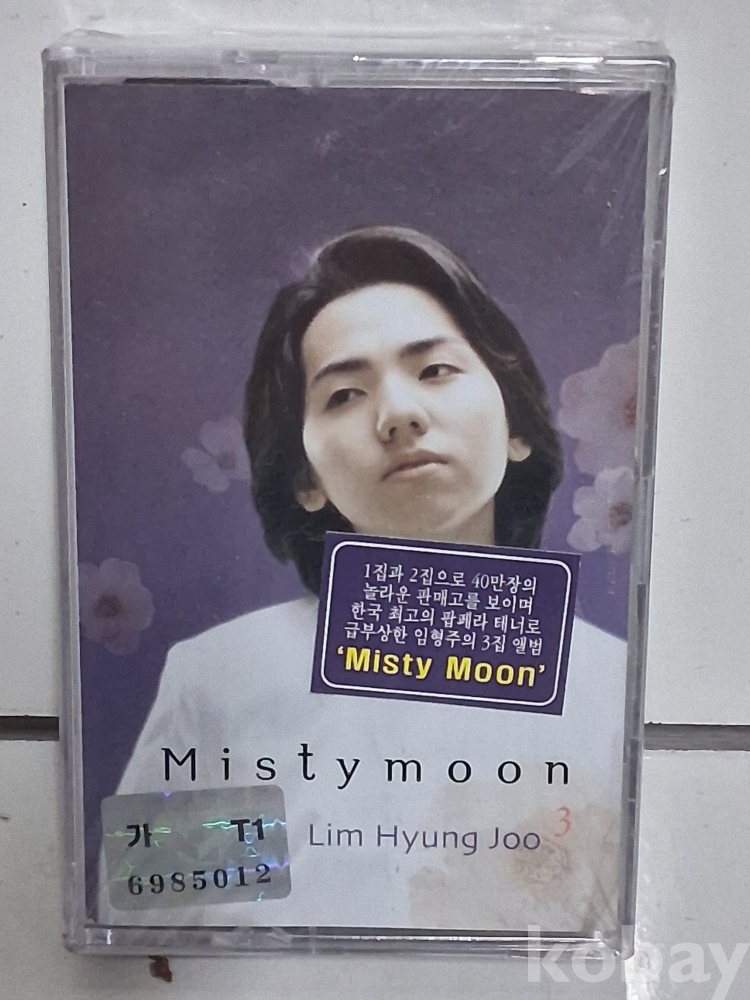 1집과 2집으로 40만장의
놀라운 판매고를 보이며
한국 최고의 팝페라 테너로
급부상한 임형주의 3집 앨범
‘Misty Moon’
Mistymoon
Lim Hyung Joo 3
가 T1
6985012
kobay